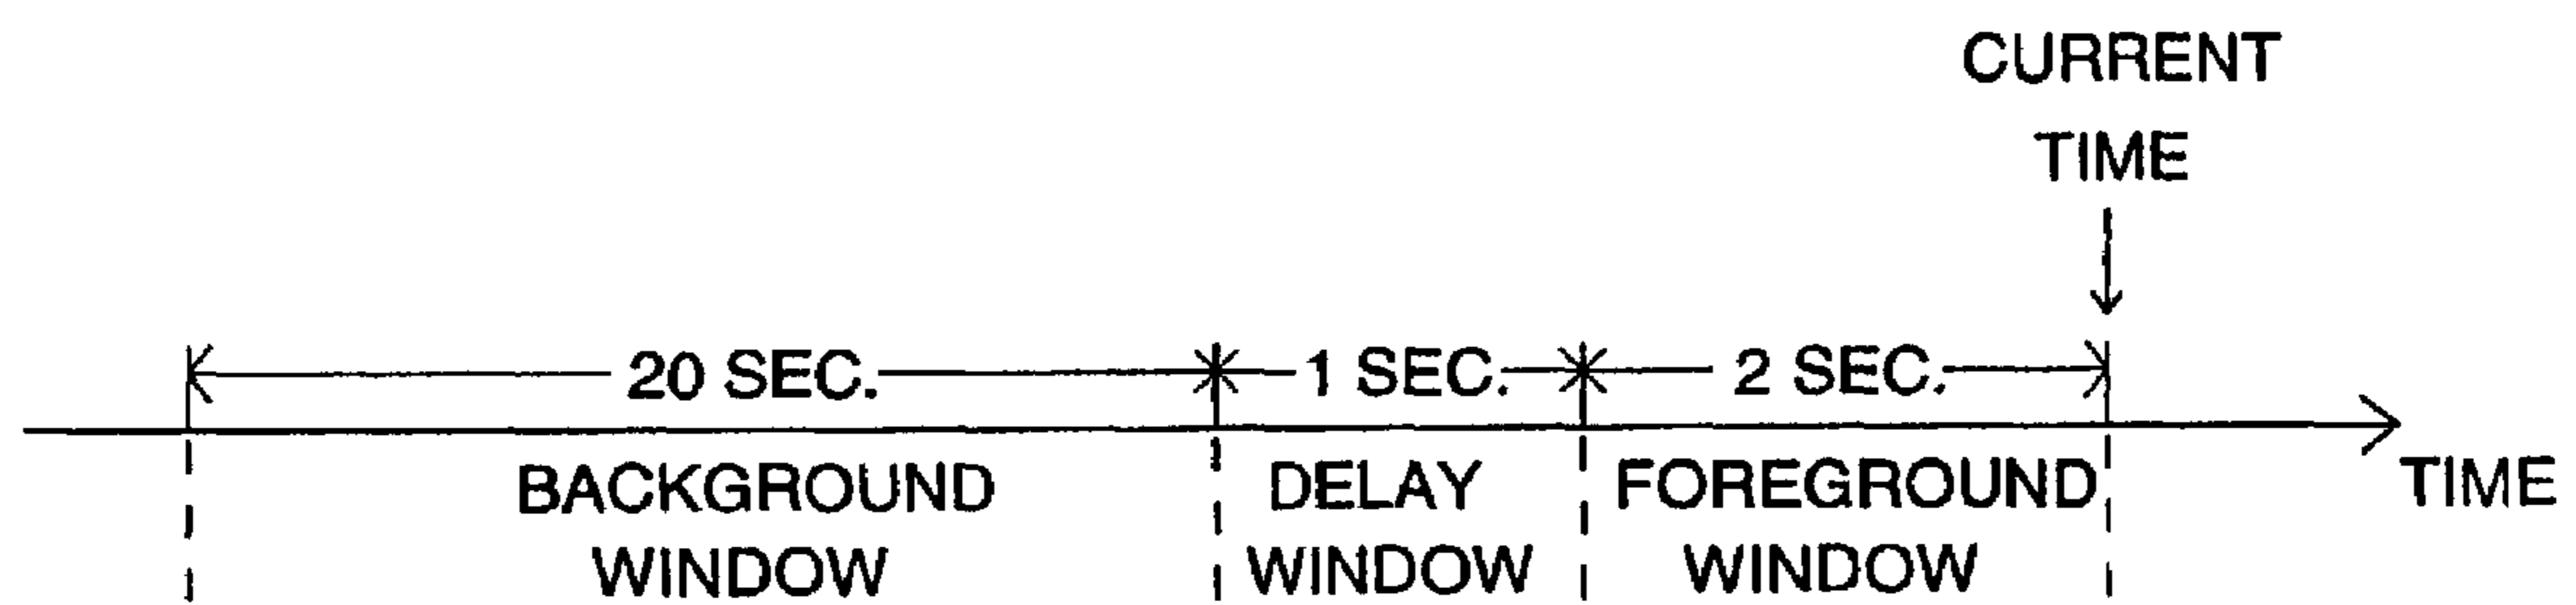 CURRENT
TIME
20 SEC. 1 SEC. 2 SEC.
BACKGROUND DELAY FOREGROUND TIME
WINDOW WINDOW WINDOW